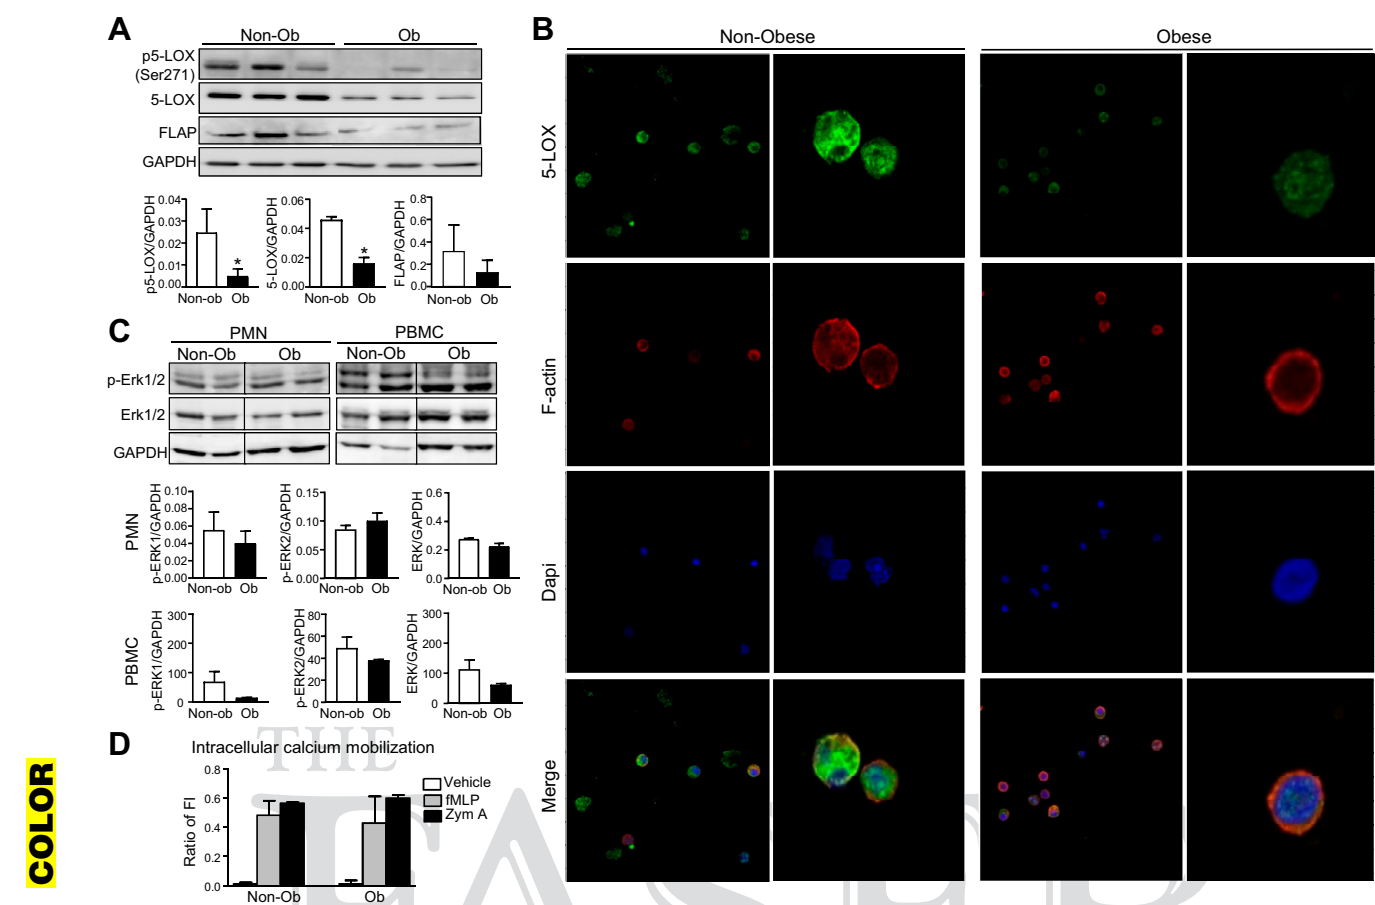 A
Non-Ob Ob
p5-LOX
(Ser271)
5-LOX
FLAP
GAPDH
p5-LOX/GAPDH
0.04
0.03
0.02
0.01
0.00
*
Non-ob Ob
5-LOX/GAPDH
0.06
0.04
0.02
0.00
*
Non-ob Ob
FLAP/GAPDH
0.8
0.6
0.4
0.2
0.0
Non-ob Ob
B
Non-Obese Obese
5-LOX
F-actin
Dapi
Merge
C
PMN PBMC
Non-Ob Ob Non-Ob Ob
p-Erk1/2
Erk1/2
GAPDH
PMN
p-ERK1/GAPDH
0.10
0.08
0.06
0.04
0.02
0.00
Non-ob Ob
p-ERK2/GAPDH
0.15
0.10
0.05
0.00
Non-ob Ob
ERK/GAPDH
0.6
0.4
0.2
0.0
Non-ob Ob
PBMC
p-ERK1/GAPDH
300
200
100
0
Non-ob Ob
p-ERK2/GAPDH
80
60
40
20
0
Non-ob Ob
ERK/GAPDH
300
200
100
0
Non-ob Ob
D
Intracellular calcium mobilization
Ratio of FI
0.8
0.6
0.4
0.2
0.0
Non-Ob Ob
Vehicle
fMLP
Zym A
COLOR
THE
FASEB